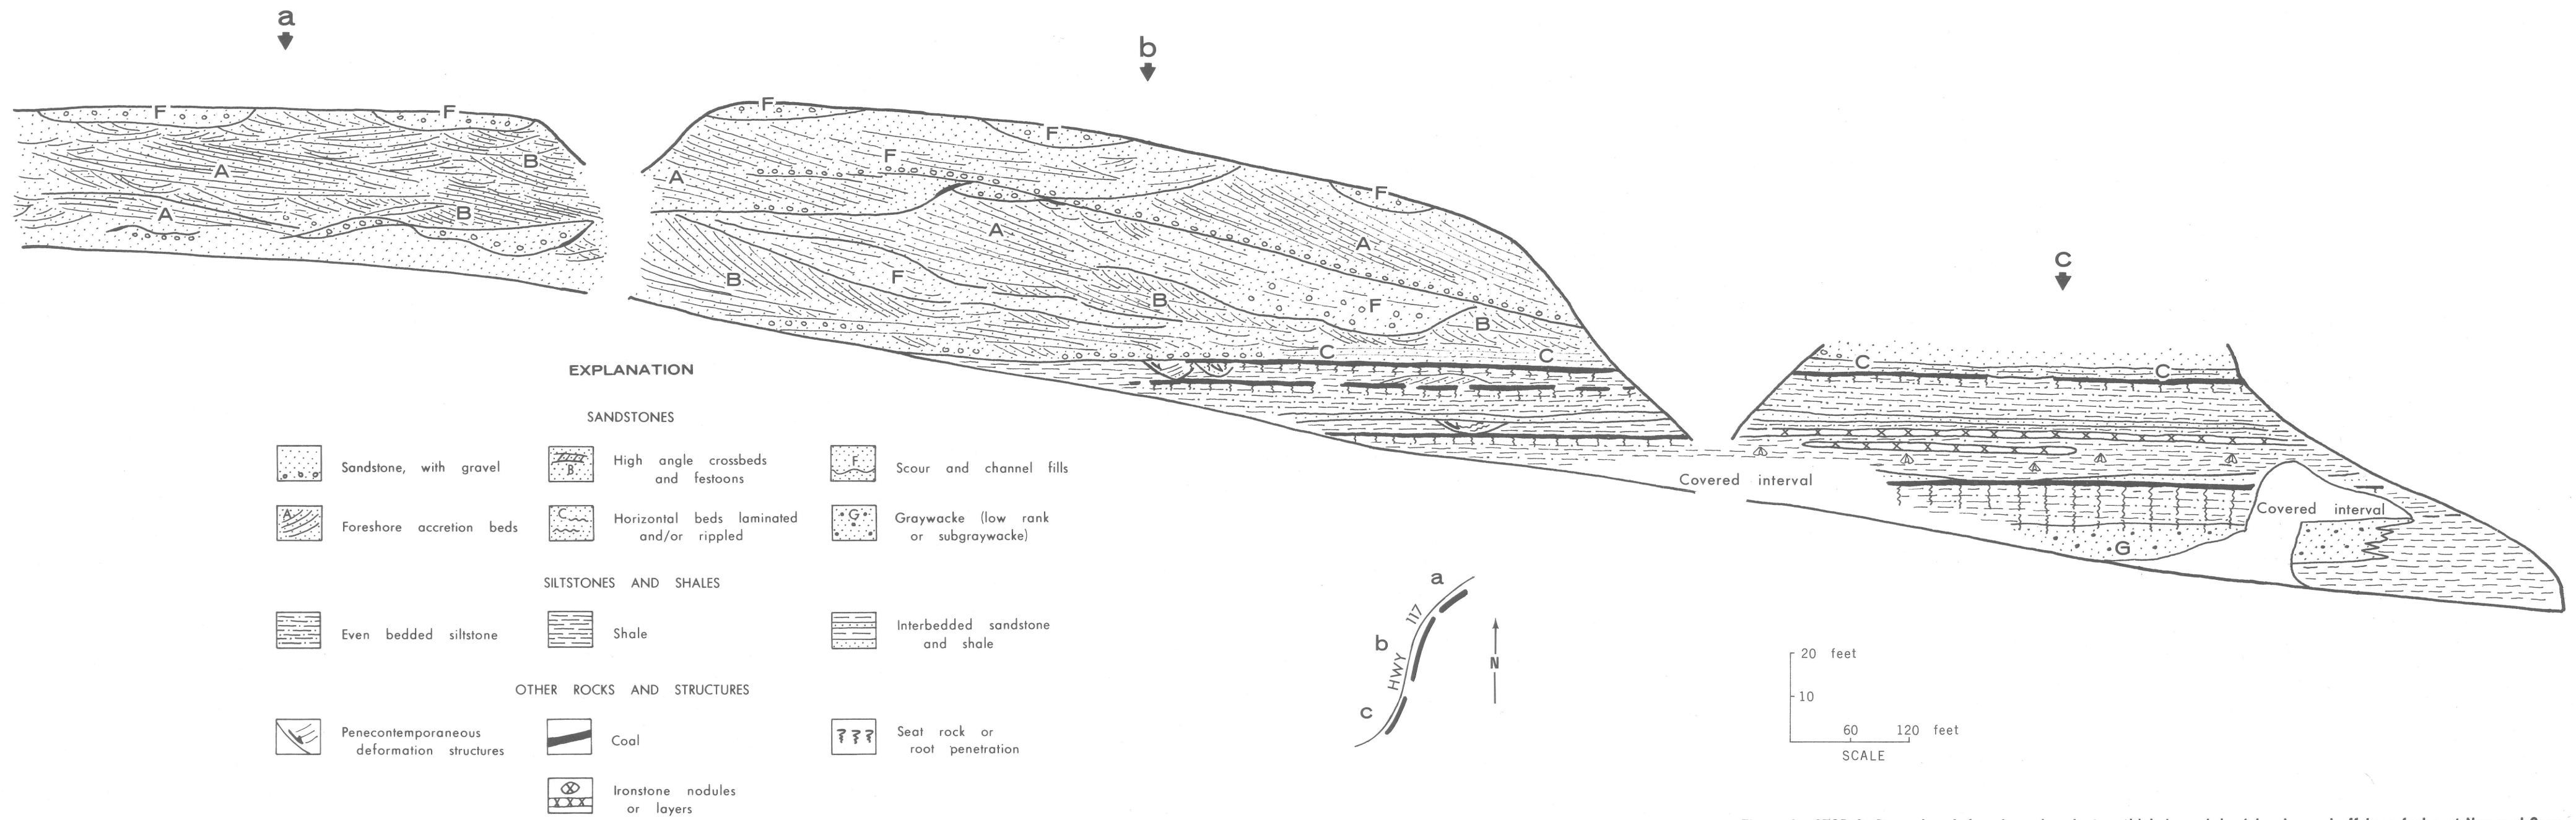 a
b
C
F
F
B
A
A
B
F
F
F
A
F
A
A
B
F
B
F
B
C
C
C
C
Covered interval
Covered interval
G
EXPLANATION
SANDSTONES
Sandstone, with gravel
B
High angle crossbeds
and festoons
F
Scour and channel fills
A
Foreshore accretion beds
C
Horizontal beds laminated
and/or rippled
G
Graywacke (low rank
or subgraywacke)
SILTSTONES AND SHALES
Even bedded siltstone
Shale
Interbedded sandstone
and shale
OTHER ROCKS AND STRUCTURES
Penecontemporaneous
deformation structures
Coal
Seat rock or
root penetration
Ironstone nodules
or layers
a
b
c
HWY 117
N
20 feet
10
60 120 feet
SCALE